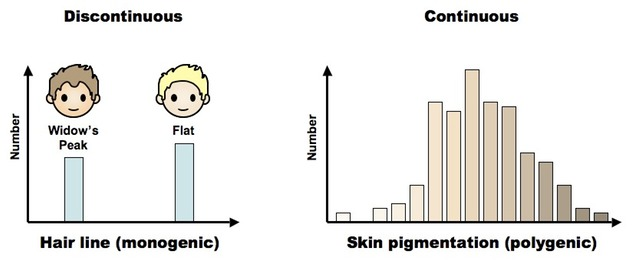 Discontinuous
Number
Widow's
Peak
Flat
Hair line (monogenic)
Continuous
Number
Skin pigmentation (polygenic)